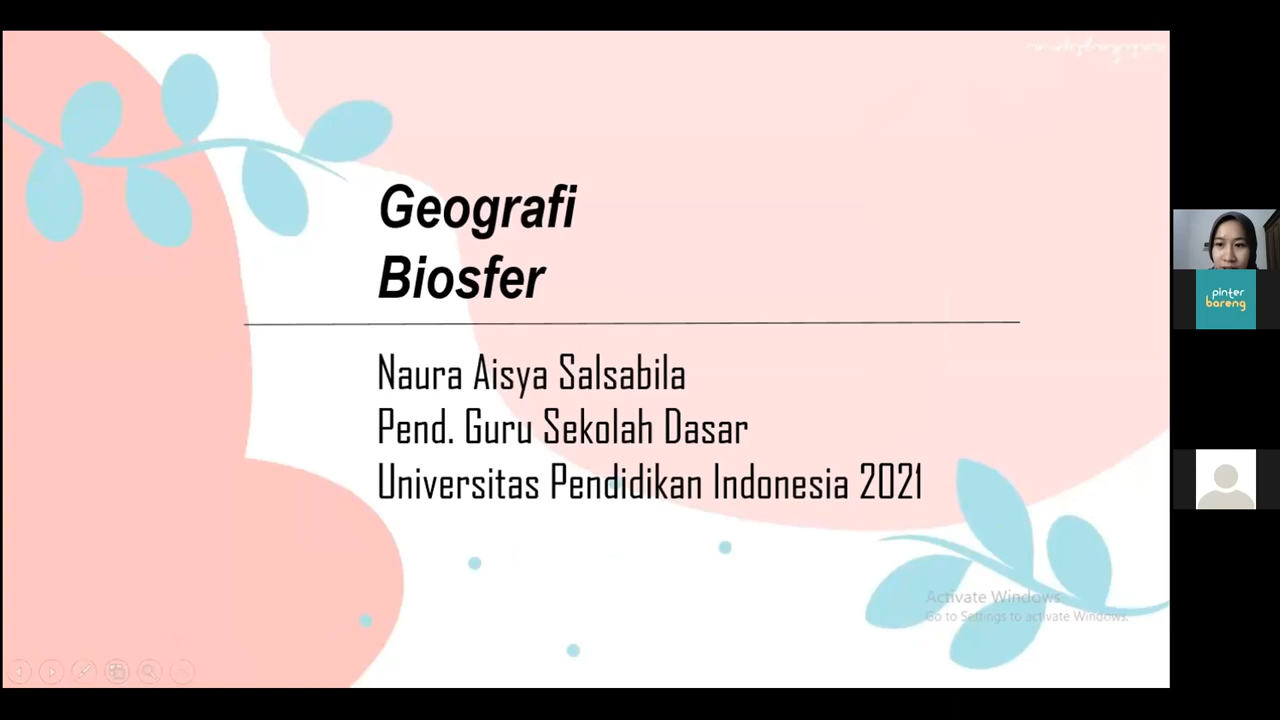 Geografi
Biosfer
Naura Aisya Salsabila
Pend. Guru Sekolah Dasar
Universitas Pendidikan Indonesia 2021
pinter
bareng
Activate Windows
Go to Settings to activate Windows.